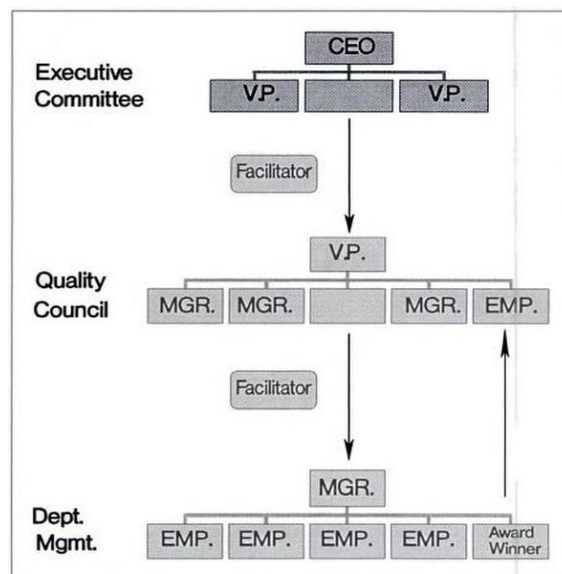 CEO
Executive
Committee
V.P. V.P.
Facilitator
V.P.
Quality
Council
MGR. MGR. MGR. EMP.
Facilitator
MGR.
Dept.
Mgmt.
EMP. EMP. EMP. EMP. Award
Winner